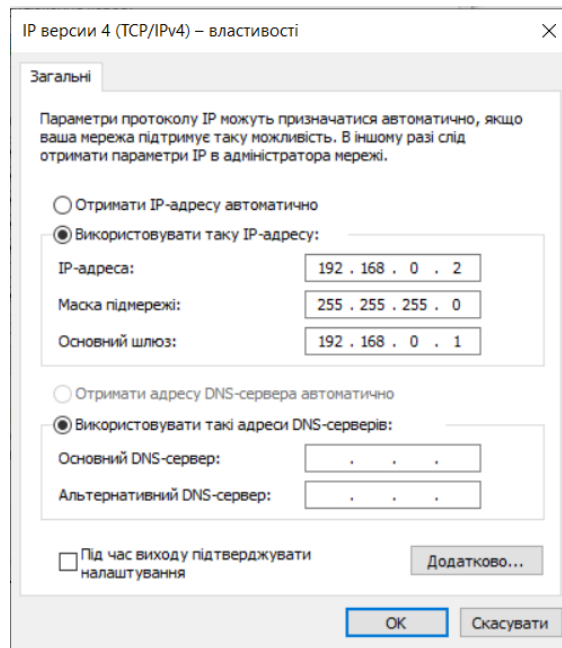 IP версии 4 (TCP/IPv4) – властивості
Загальні
Параметри протоколу IP можуть призначатися автоматично, якщо
ваша мережа підтримує таку можливість. В іншому разі слід
отримати параметри IP в адміністратора мережі.
Отримати IP-адресу автоматично
Використовувати таку IP-адресу:
IP-адреса: 192 . 168 . 0 . 2
Маска підмережі: 255 . 255 . 255 . 0
Основний шлюз: 192 . 168 . 0 . 1
Отримати адресу DNS-сервера автоматично
Використовувати такі адреси DNS-серверів:
Основний DNS-сервер: . . .
Альтернативний DNS-сервер: . . .
Під час виходу підтверджувати
налаштування
Додатково...
OK
Скасувати